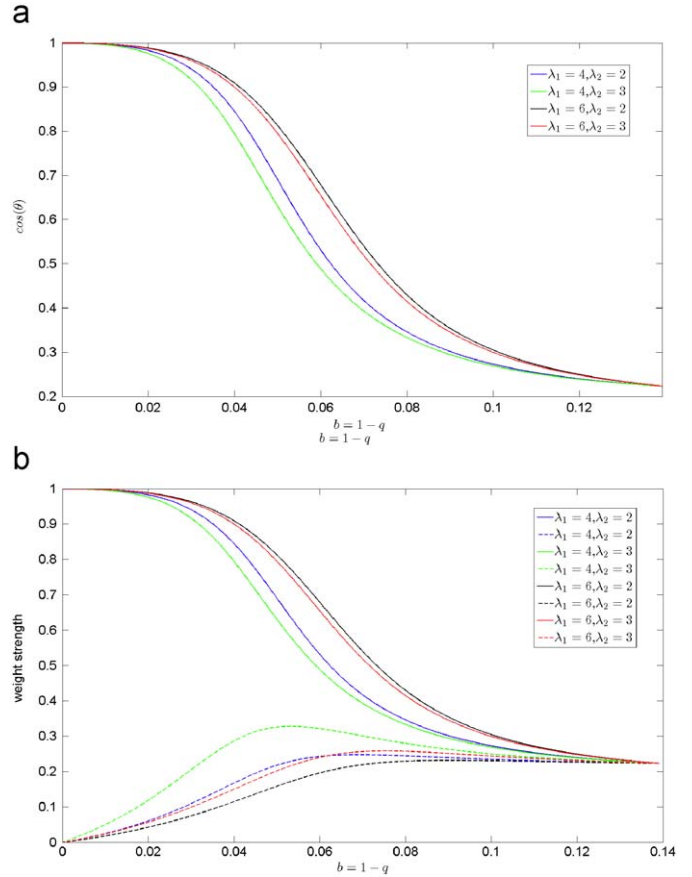 a
1
0.9
0.8
0.7
0.6
0.5
0.4
0.3
0.2
cos(θ)
λ₁ = 4,λ₂ = 2
λ₁ = 4,λ₂ = 3
λ₁ = 6,λ₂ = 2
λ₁ = 6,λ₂ = 3
0 0.02 0.04 0.06 0.08 0.1 0.12
b = 1 − q
b = 1 − q
b
1
0.9
0.8
0.7
0.6
0.5
0.4
0.3
0.2
0.1
0
weight strength
λ₁ = 4,λ₂ = 2
λ₁ = 4,λ₂ = 2
λ₁ = 4,λ₂ = 3
λ₁ = 4,λ₂ = 3
λ₁ = 6,λ₂ = 2
λ₁ = 6,λ₂ = 2
λ₁ = 6,λ₂ = 3
λ₁ = 6,λ₂ = 3
0 0.02 0.04 0.06 0.08 0.1 0.12 0.14
b = 1 − q